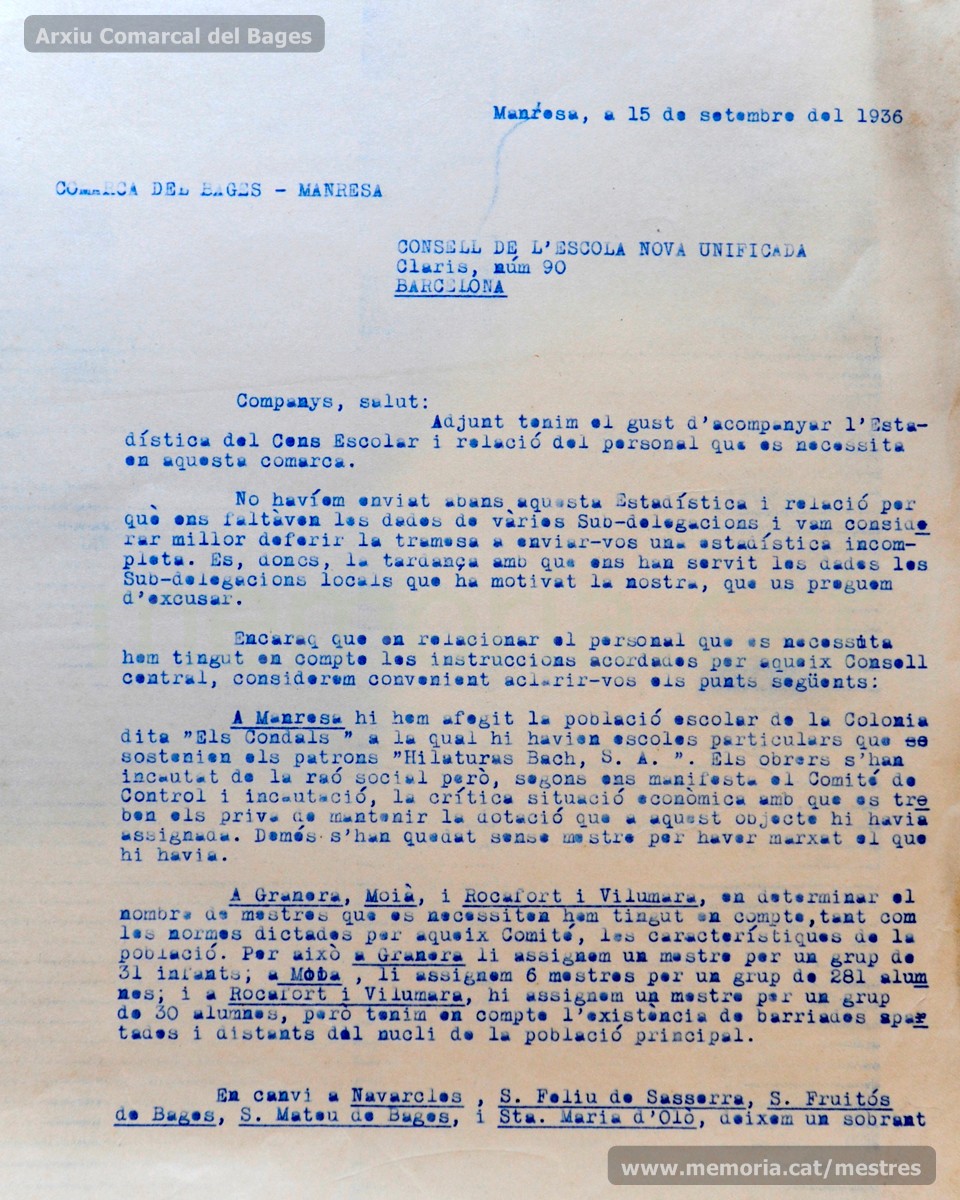 Arxiu Comarcal del Bages
Manresa, a 15 de setembre del 1936
COMARCA DEL BAGES - MANRESA
CONSELL DE L'ESCOLA NOVA UNIFICADA
Claris, núm 90
BARCELONA
Companys, salut:
Adjunt tenim el gust d'acompanyar l'Esta-
dística del Cens Escolar i relació del personal que es necessita
en aquesta comarca.
No havíem enviat abans aquesta Estadística i relació per
què ens faltàven les dades de vàries Sub-delegacions i vam conside
rar millor deferir la tramesa a enviar-vos una estadística incom-
pleta. Es, doncs, la tardança amb que ens han servit les dades les
Sub-delegacions locals que ha motivat la nostra, que us preguem
d'excusar.
Encaraq que en relacionar el personal que es necessita
hem tingut en compte les instruccions acordades per aqueix Consell
central, considerem convenient aclarir-vos els punts següents:
A Manresa hi hem afegit la població escolar de la Colonia
dita "Els Condals " a la qual hi havien escoles particulars que se
sostenien els patrons "Hilaturas Bach, S. A. ". Els obrers s'han
incautat de la raó social però, segons ens manifesta el Comité de
Control i incautació, la crítica situació econòmica amb que es tro
ben els priva de mantenir la dotació que a aquest objecte hi havia
assignada. Demés s'han quedat sense mestre per haver marxat el que
hi havia.
A Granera, Moià, i Rocafort i Vilumara, en determinar el
nombre de mestres que es necessiten hem tingut en compte, tant com
les normes dictades per aqueix Comité, les característiques de la
població. Per això a Granera li assignem un mestre per un grup de
31 infants; a Moia , li assignem 6 mestres per un grup de 281 alum
nes; i a Rocafort i Vilumara, hi assignem un mestre per un grup
de 30 alumnes, però tenim en compte l'existència de barriades apar
tades i distants del nucli de la població principal.
En canvi a Navarcles , S. Feliu de Sasserra, S. Fruitós
de Bages, S. Mateu de Bages, i Sta. Maria d'Olò, deixem un sobrant
www.memoria.cat/mestres